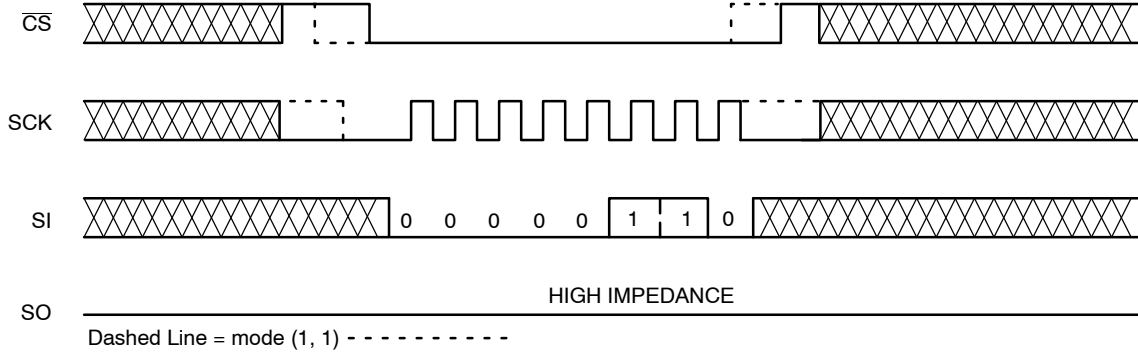 CS
SCK
SI 0 0 0 0 0 1 1 0
HIGH IMPEDANCE
SO
Dashed Line = mode (1, 1)